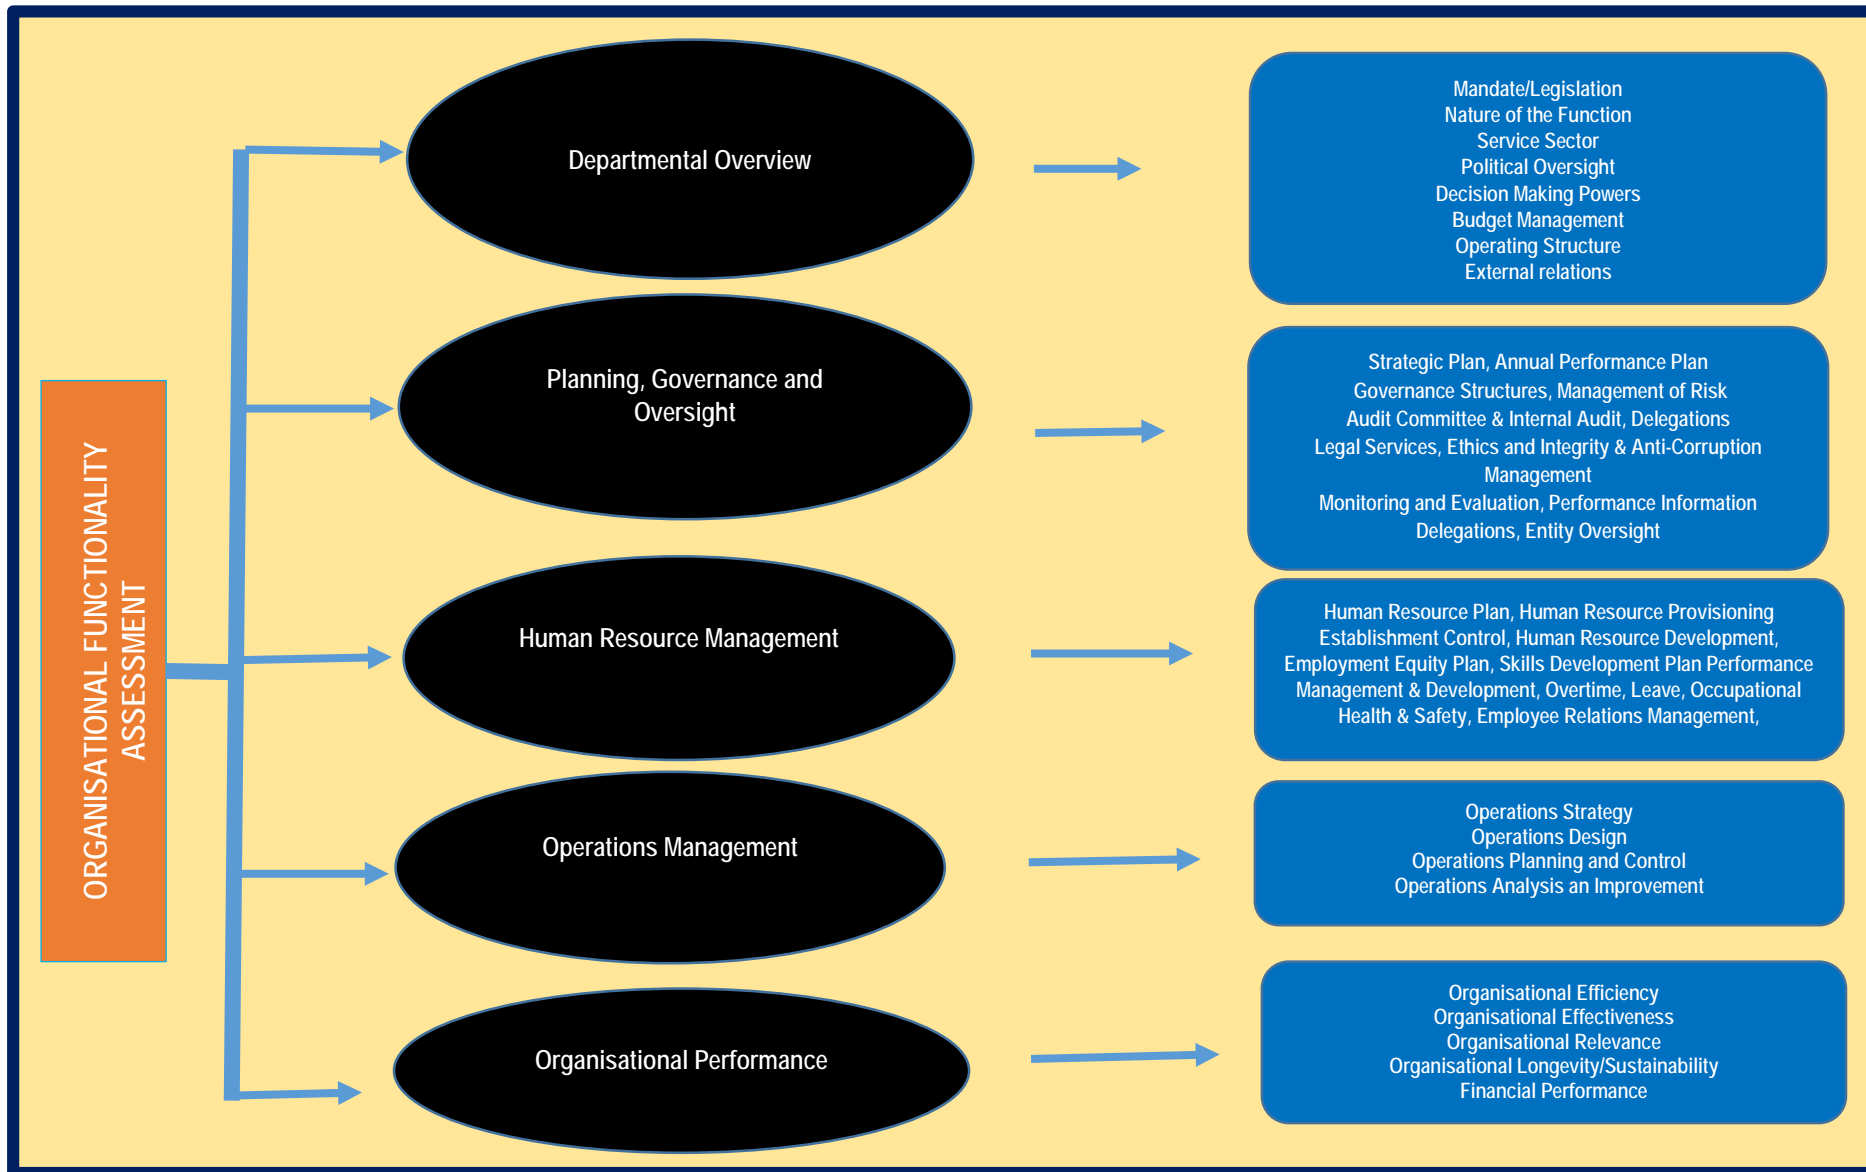 ORGANISATIONAL FUNCTIONALITY
ASSESSMENT
Departmental Overview
Mandate/Legislation
Nature of the Function
Service Sector
Political Oversight
Decision Making Powers
Budget Management
Operating Structure
External relations
Planning, Governance and
Oversight
Strategic Plan, Annual Performance Plan
Governance Structures, Management of Risk
Audit Committee & Internal Audit, Delegations
Legal Services, Ethics and Integrity & Anti-Corruption
Management
Monitoring and Evaluation, Performance Information
Delegations, Entity Oversight
Human Resource Management
Human Resource Plan, Human Resource Provisioning
Establishment Control, Human Resource Development,
Employment Equity Plan, Skills Development Plan Performance
Management & Development, Overtime, Leave, Occupational
Health & Safety, Employee Relations Management,
Operations Management
Operations Strategy
Operations Design
Operations Planning and Control
Operations Analysis an Improvement
Organisational Performance
Organisational Efficiency
Organisational Effectiveness
Organisational Relevance
Organisational Longevity/Sustainability
Financial Performance